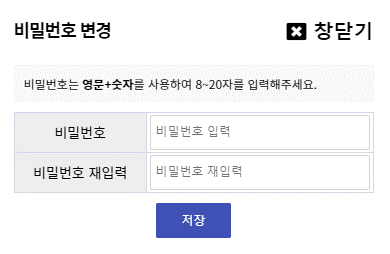 비밀번호 변경
창닫기
비밀번호는 영문+숫자를 사용하여 8~20자를 입력해주세요.
비밀번호
비밀번호 입력
비밀번호 재입력
비밀번호 재입력
저장